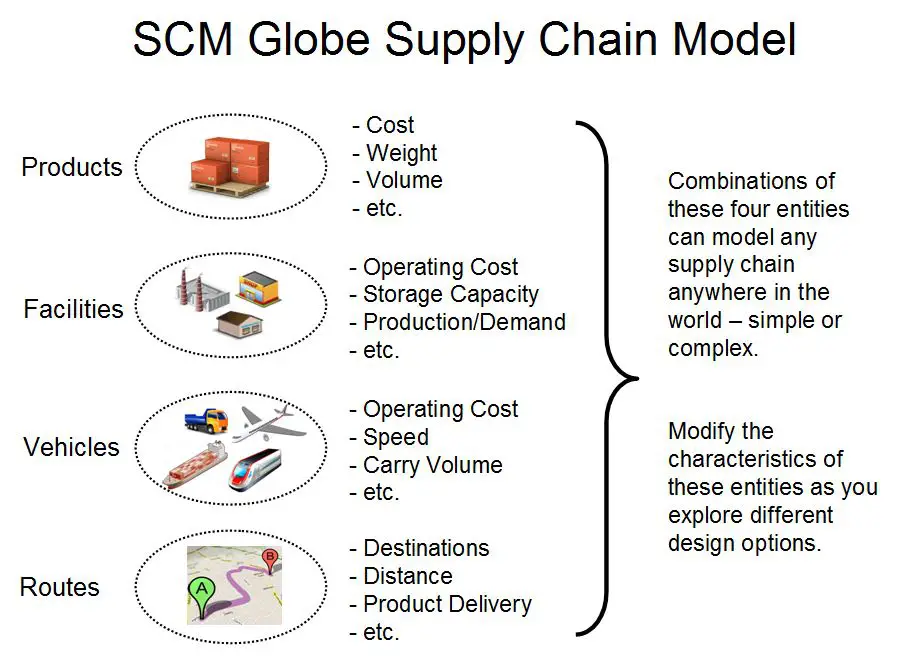 SCM Globe Supply Chain Model
Products
- Cost
- Weight
- Volume
- etc.
Facilities
- Operating Cost
- Storage Capacity
- Production/Demand
- etc.
Vehicles
- Operating Cost
- Speed
- Carry Volume
- etc.
Routes
A
B
- Destinations
- Distance
- Product Delivery
- etc.
Combinations of
these four entities
can model any
supply chain
anywhere in the
world – simple or
complex.
Modify the
characteristics of
these entities as you
explore different
design options.